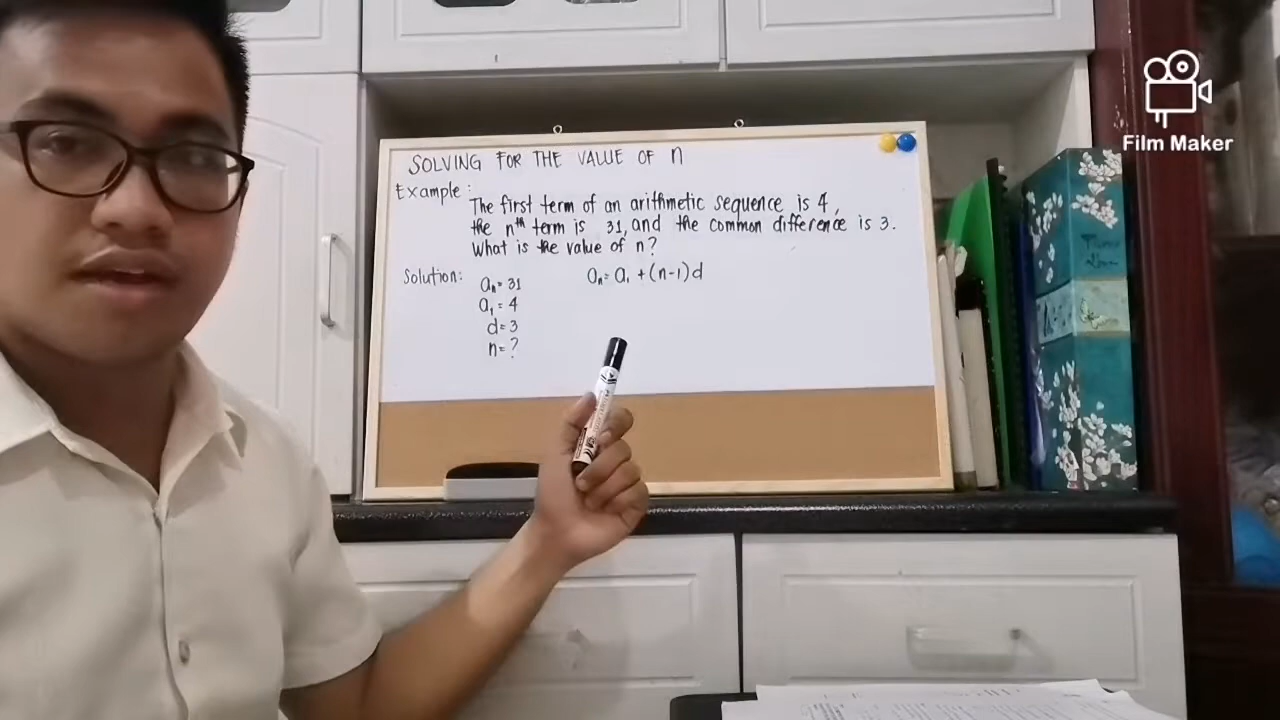 Film Maker
SOLVING FOR THE VALUE OF n
Example:
The first term of an arithmetic sequence is 4,
the nth term is 31, and the common difference is 3.
What is the value of n?
Solution:
an = 31
a1 = 4
d = 3
n = ?
an = a1 + (n-1)d